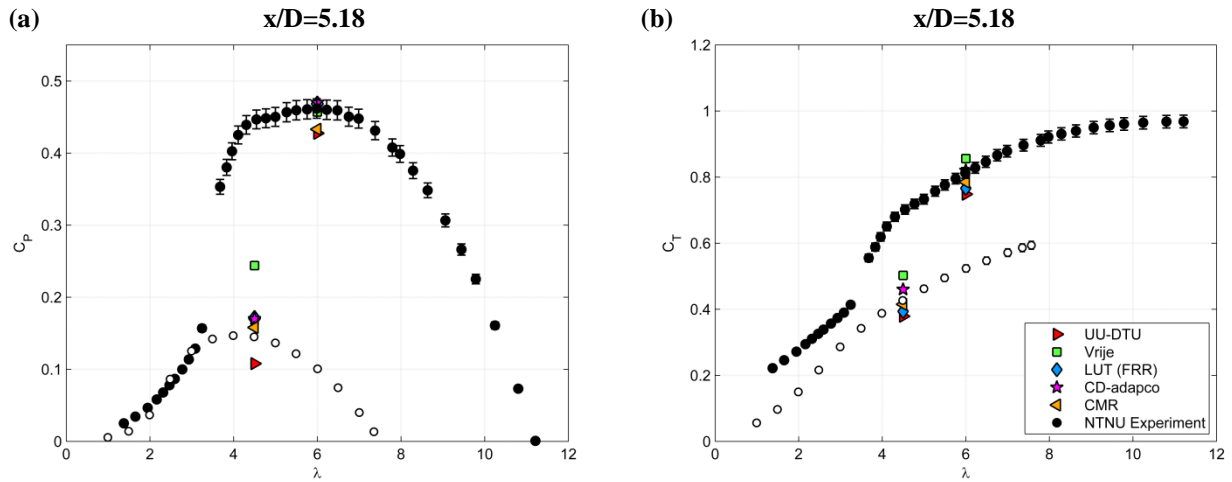 (a) x/D=5.18
0.5
0.4
0.3
0.2
0.1
0
C_P
0 2 4 6 8 10 12
λ
(b) x/D=5.18
1
0.8
0.6
0.4
0.2
0
C_T
0 2 4 6 8 10 12
λ
UU-DTU
Vrije
LUT (FRR)
CD-adapco
CMR
NTNU Experiment